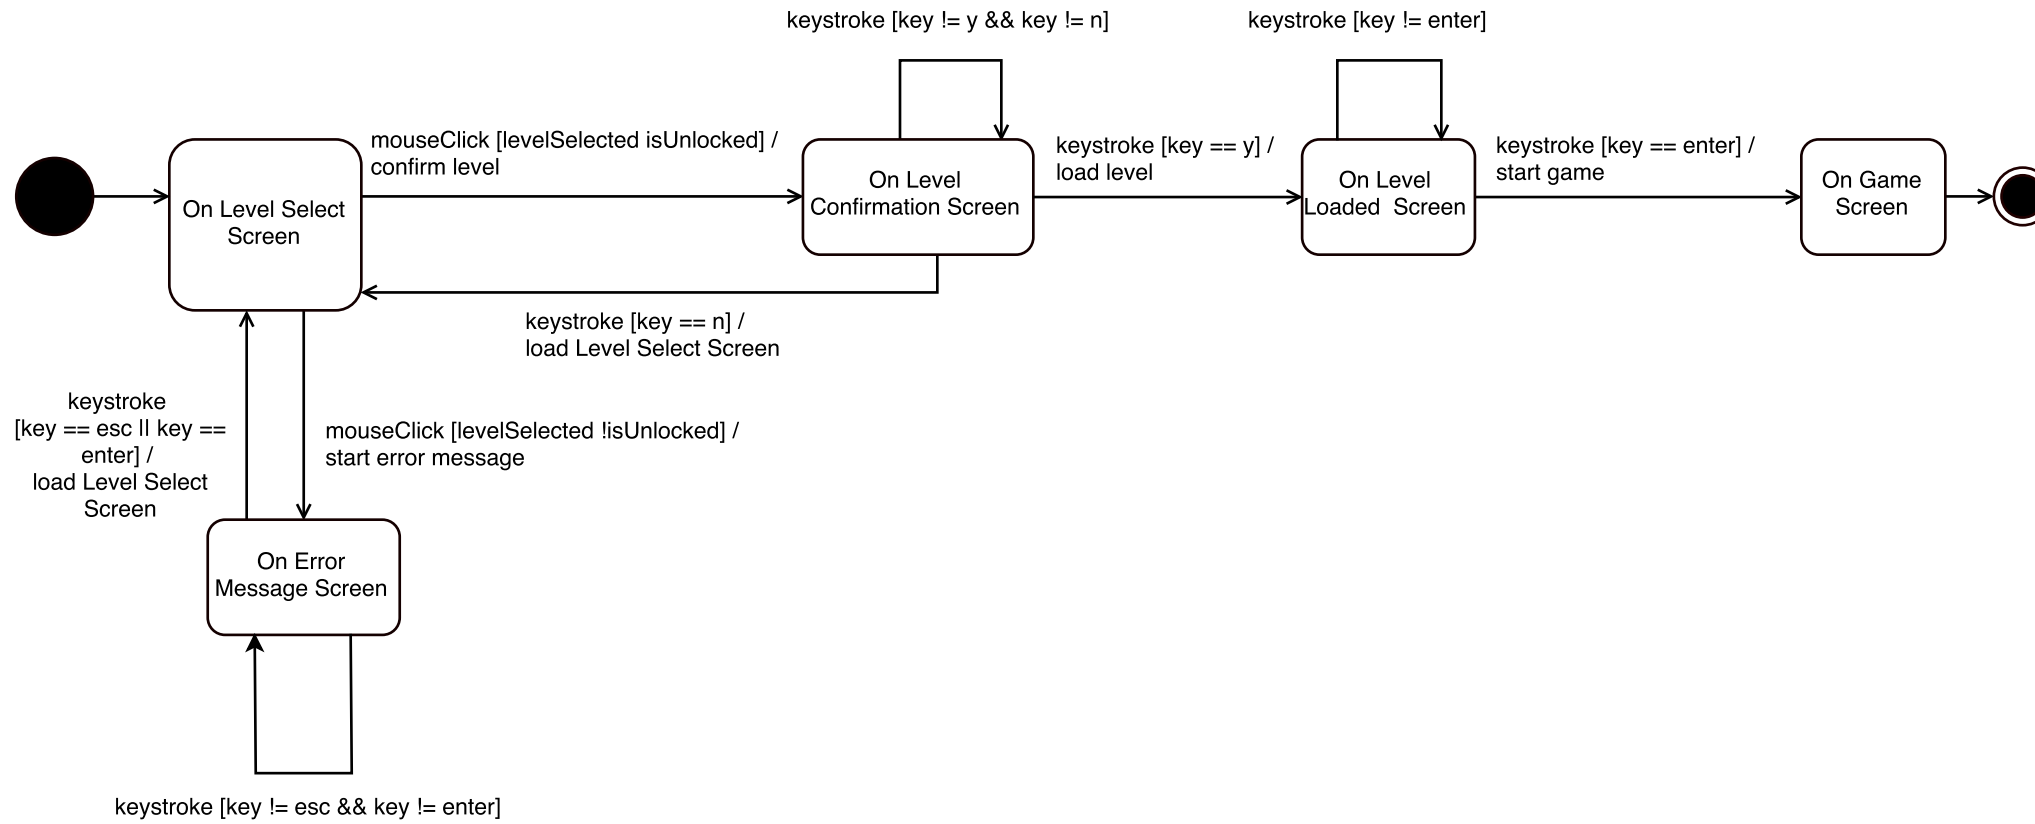 keystroke [key != y && key != n]
keystroke [key != enter]
mouseClick [levelSelected isUnlocked] /
confirm level
keystroke [key == y] /
load level
keystroke [key == enter] /
start game
On Level Select
Screen
On Level
Confirmation Screen
On Level
Loaded  Screen
On Game
Screen
keystroke [key == n] /
load Level Select Screen
keystroke
[key == esc || key ==
enter] /
load Level Select
Screen
mouseClick [levelSelected !isUnlocked] /
start error message
On Error
Message Screen
keystroke [key != esc && key != enter]